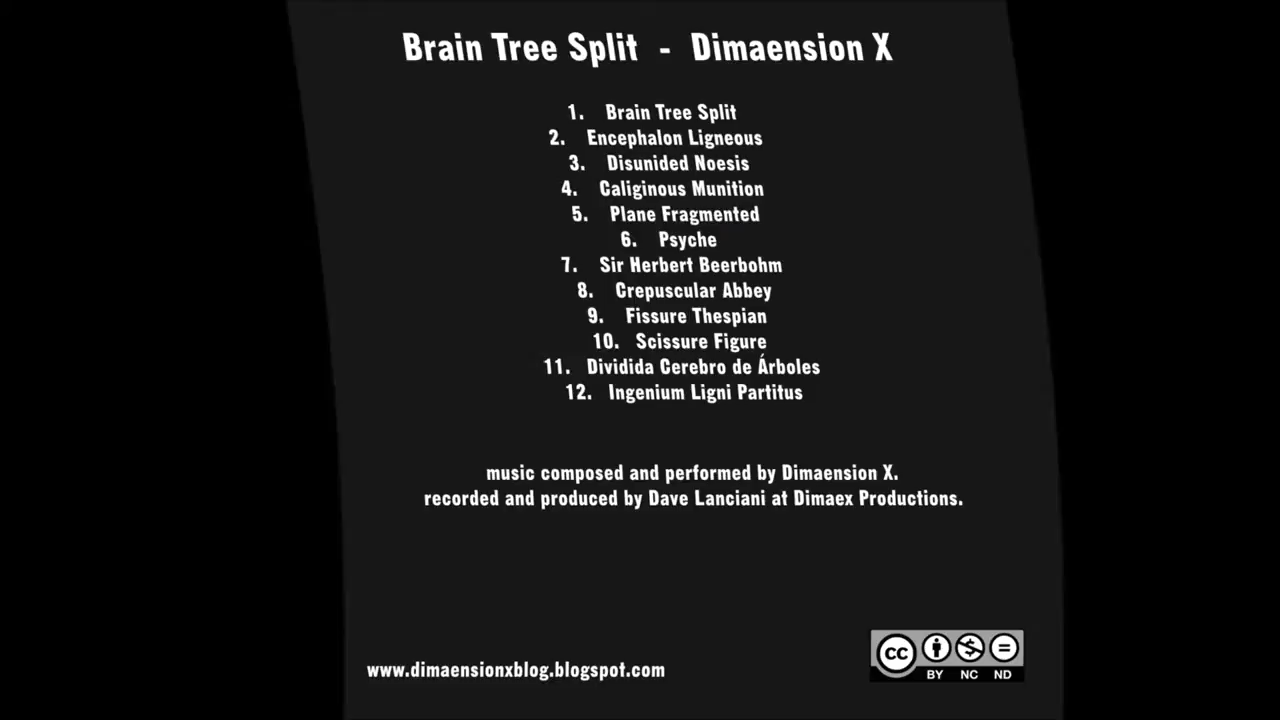 Brain Tree Split - Dimaension X
1. Brain Tree Split
2. Encephalon Ligneous
3. Disunided Noesis
4. Caliginous Munition
5. Plane Fragmented
6. Psyche
7. Sir Herbert Beerbohm
8. Crepuscular Abbey
9. Fissure Thespian
10. Scissure Figure
11. Dividida Cerebro de Árboles
12. Ingenium Ligni Partitus
music composed and performed by Dimaension X.
recorded and produced by Dave Lanciani at Dimaex Productions.
www.dimaensionxblog.blogspot.com
cc
BY NC ND